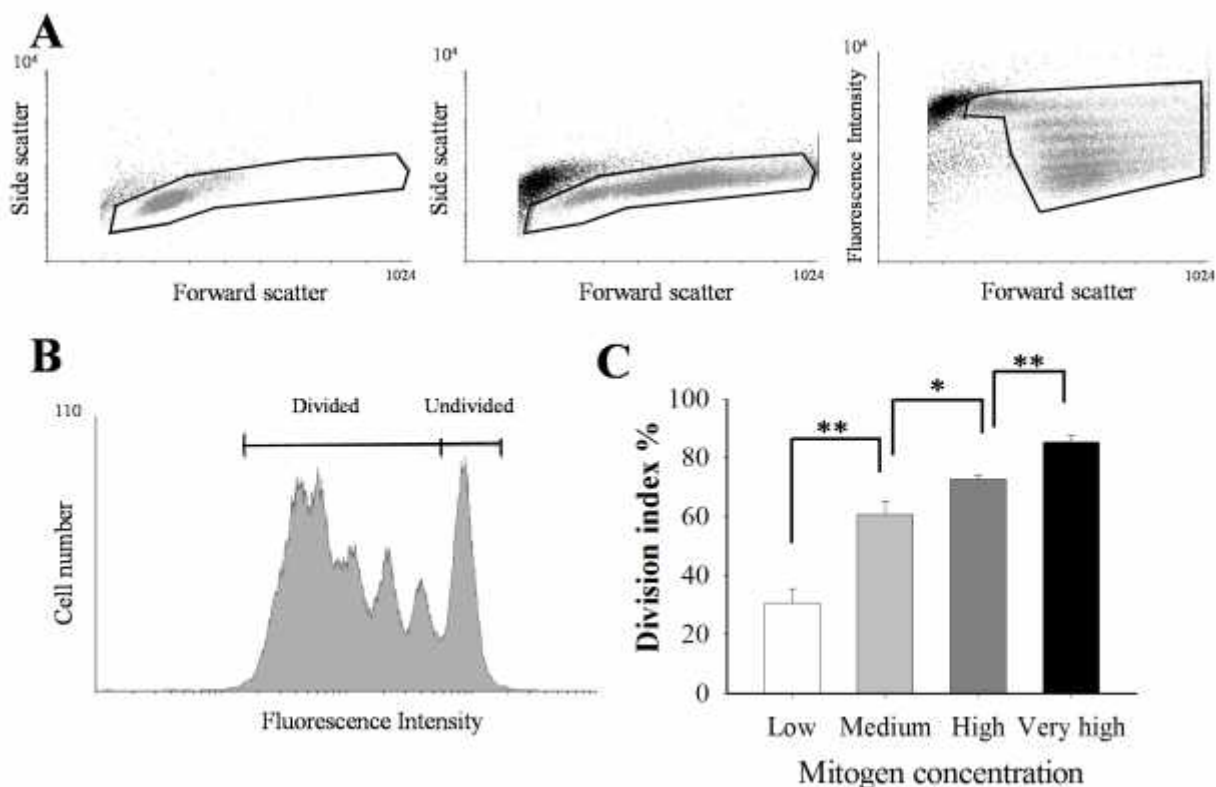 A
10⁴
Side scatter
1024
Forward scatter
10⁴
Side scatter
1024
Forward scatter
10⁴
Fluorescence Intensity
1024
Forward scatter
B
110
Divided
Undivided
Cell number
Fluorescence Intensity
C
**
*
**
Division index %
100
80
60
40
20
0
Low Medium High Very high
Mitogen concentration